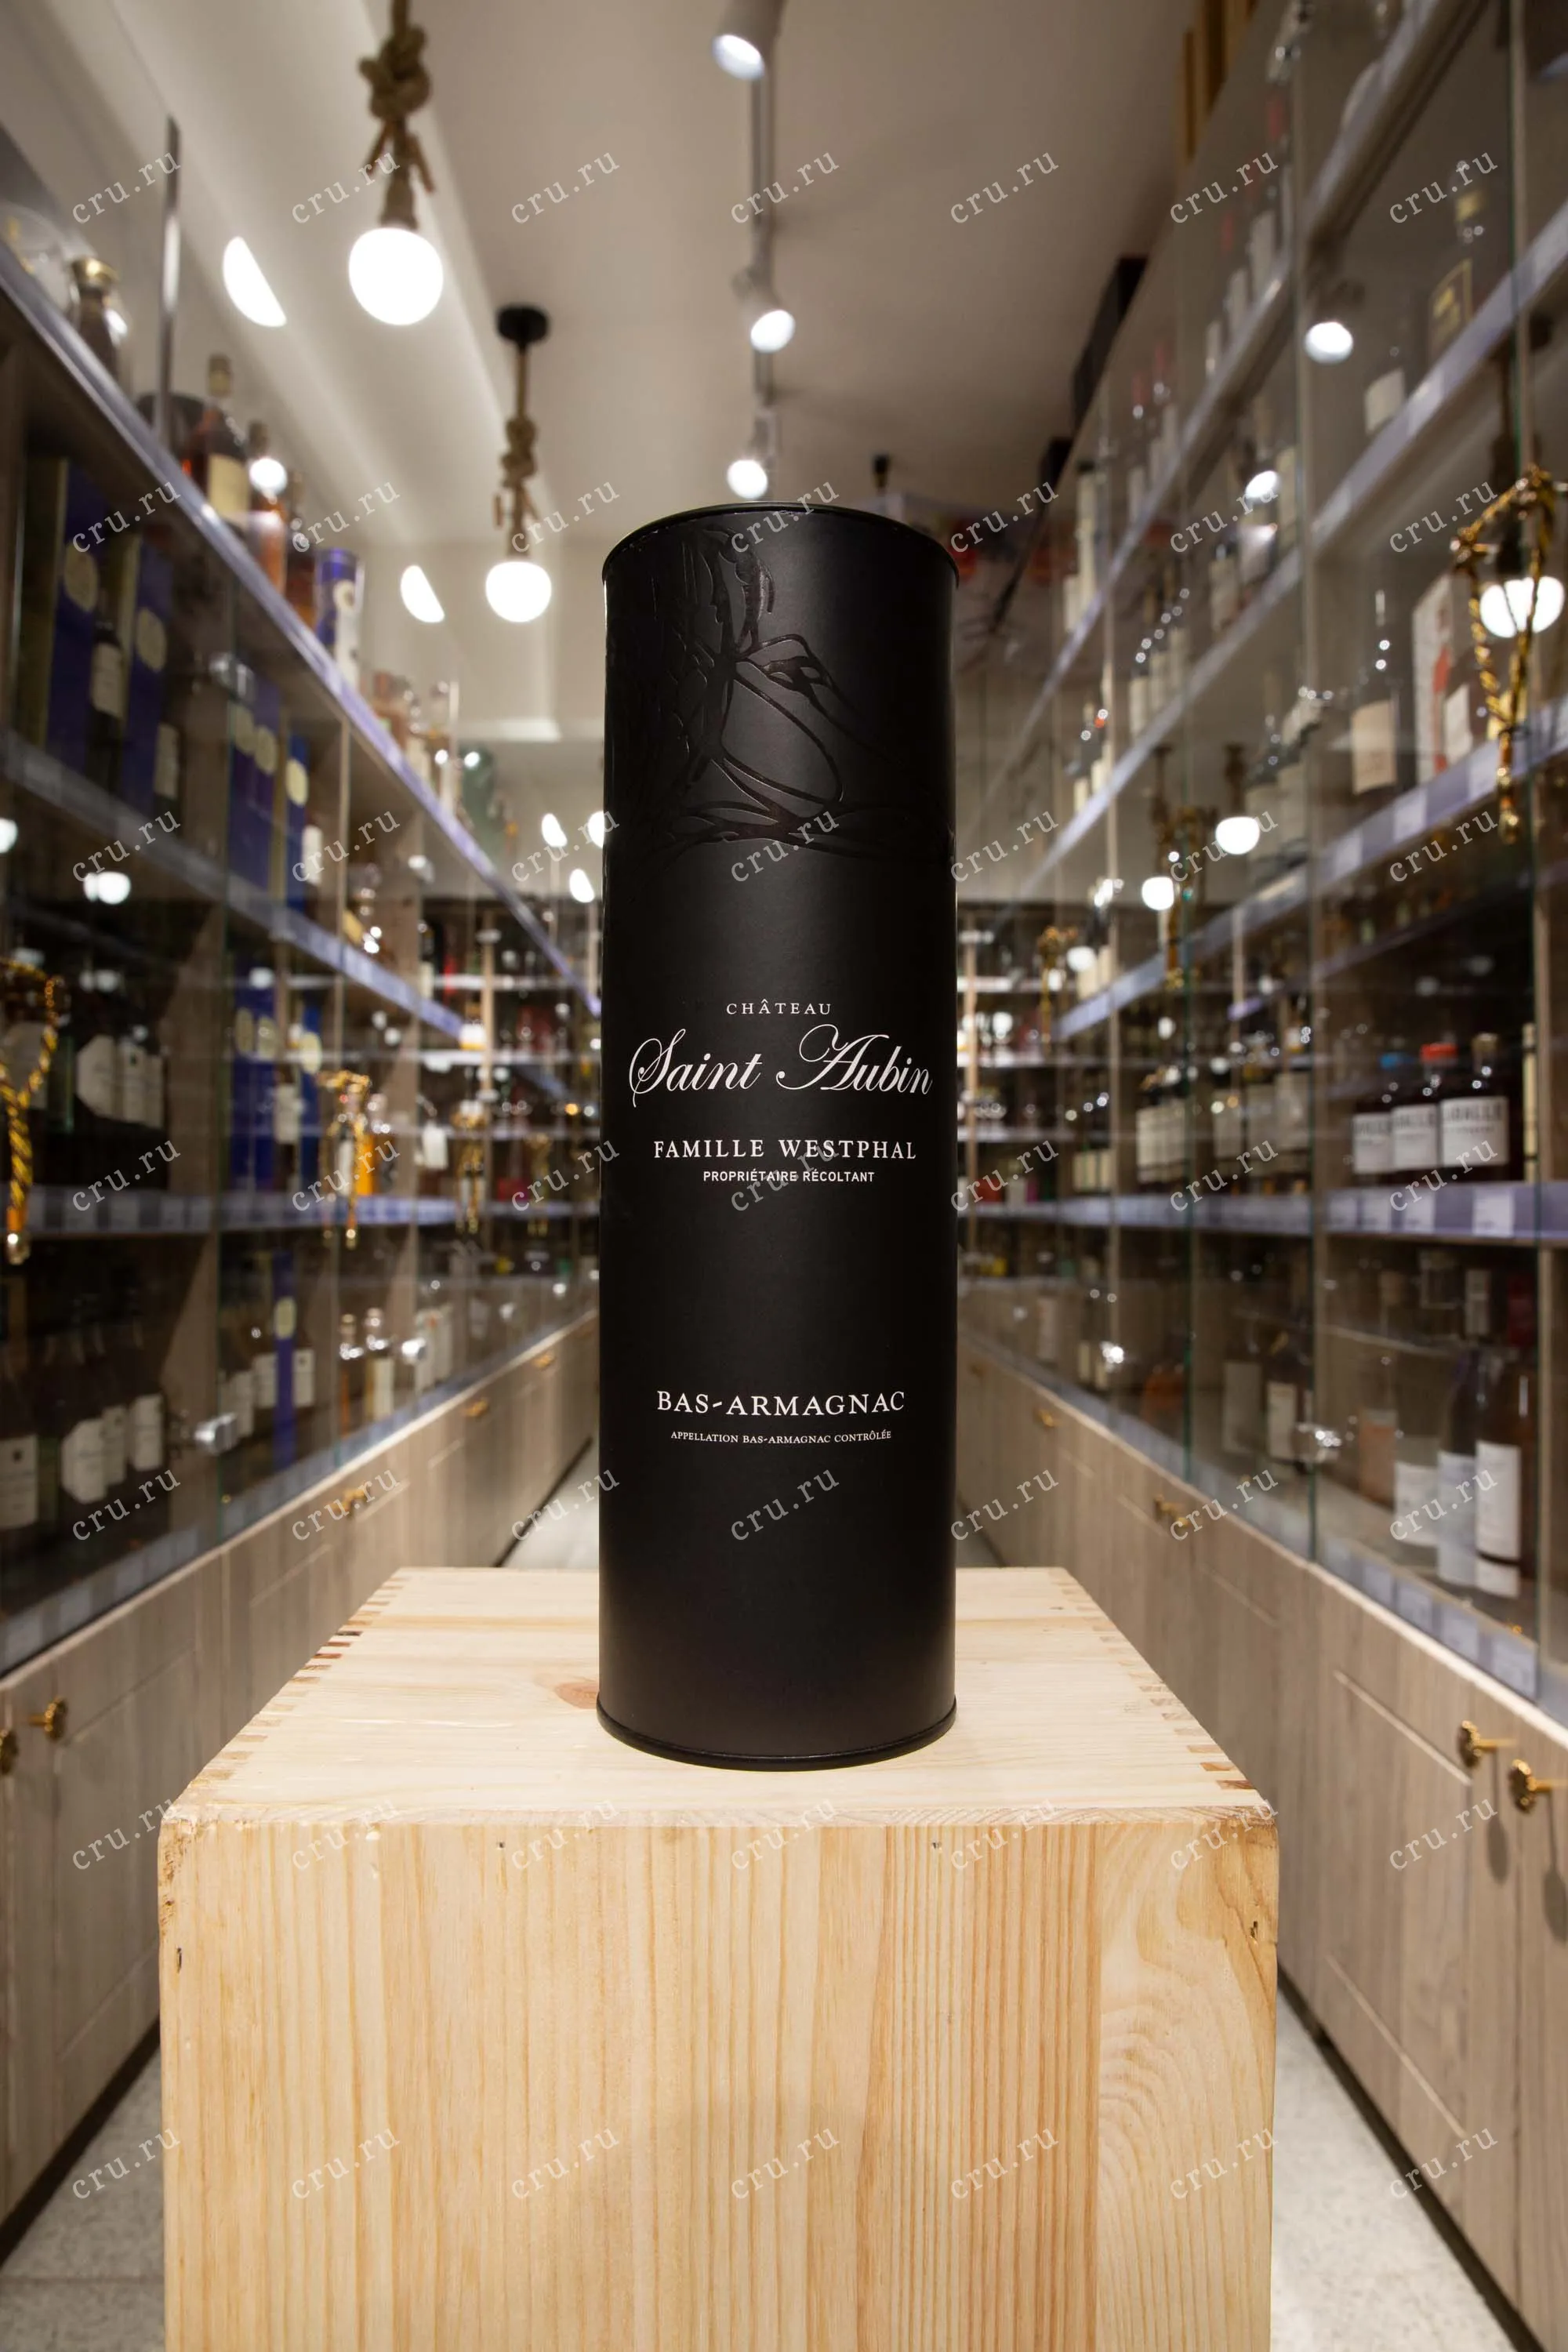 CHÂTEAU
Saint Aubin
FAMILLE WESTPHAL
PROPRIÉTAIRE RÉCOLTANT
BAS-ARMAGNAC
APPELLATION BAS-ARMAGNAC CONTRÔLÉE
cru.ru